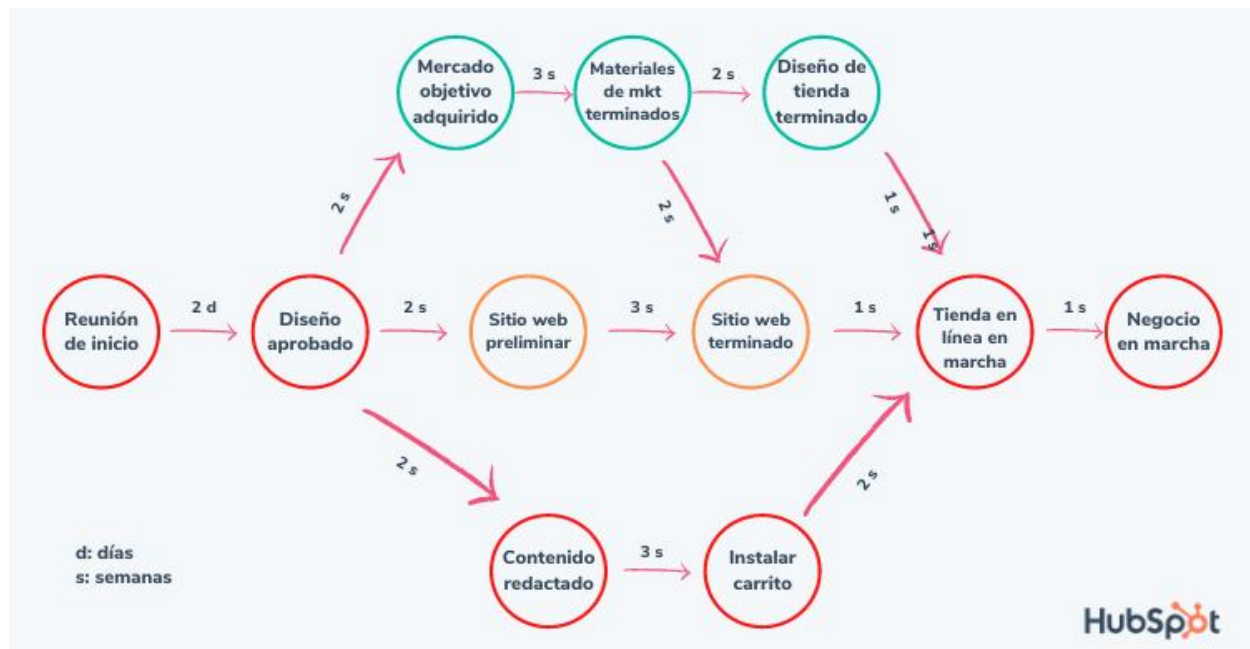 Mercado
objetivo
adquirido
3 s
Materiales
de mkt
terminados
2 s
Diseño de
tienda
terminado
2 s
2 s
1 s
1 s
Reunión
de inicio
2 d
Diseño
aprobado
2 s
Sitio web
preliminar
3 s
Sitio web
terminado
1 s
Tienda en
línea en
marcha
1 s
Negocio
en marcha
2 s
2 s
Contenido
redactado
3 s
Instalar
carrito
d: días
s: semanas
HubSpot